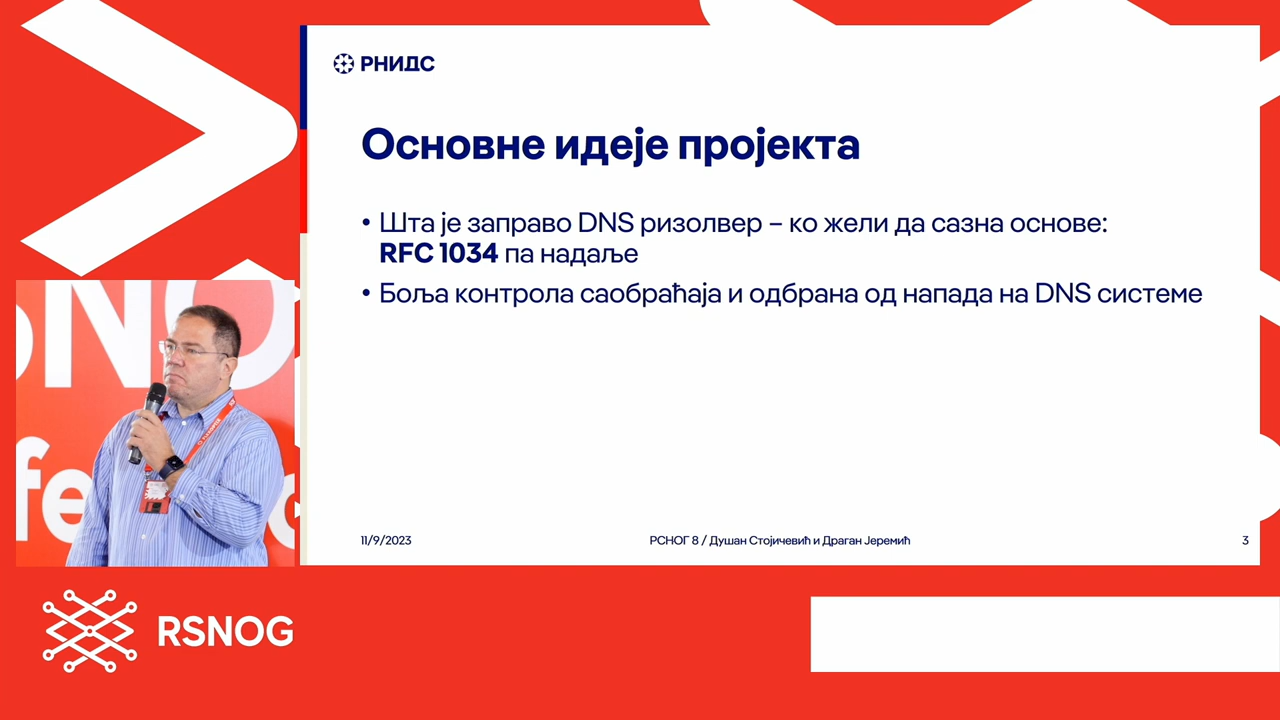 РНИДС
Основне идеје пројекта
• Шта је заправо DNS ризолвер – ко жели да сазна основе:
RFC 1034 па надаље
• Боља контрола саобраћаја и одбрана од напада на DNS системе
11/9/2023
РСНОГ 8 / Душан Стојичевић и Драган Јеремић
3
RSNOG